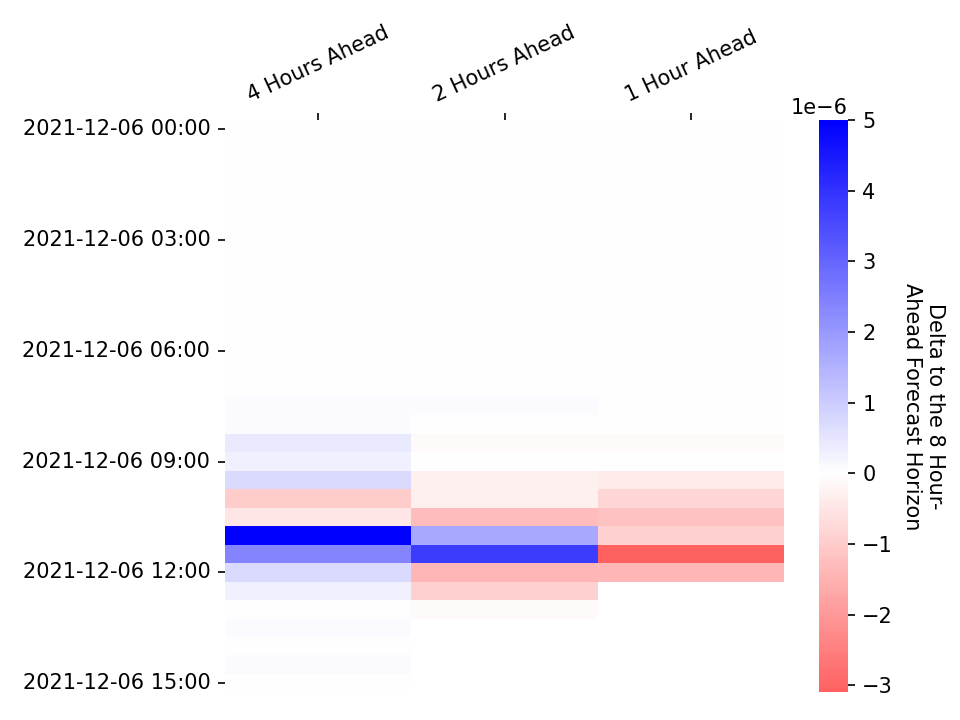 4 Hours Ahead
2 Hours Ahead
1 Hour Ahead
2021-12-06 00:00
2021-12-06 03:00
2021-12-06 06:00
2021-12-06 09:00
2021-12-06 12:00
2021-12-06 15:00
1e−6
5
4
3
2
1
0
−1
−2
−3
Delta to the 8 Hour-
Ahead Forecast Horizon